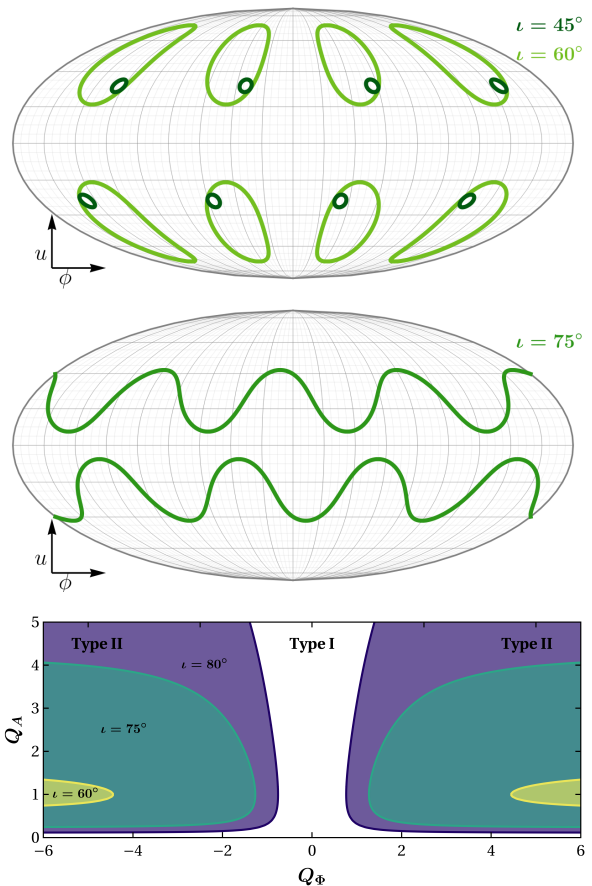 ι = 45°
ι = 60°
u
ϕ
ι = 75°
u
ϕ
5
4
3
2
1
0
Q_A
Type II
Type I
Type II
ι = 80°
ι = 75°
ι = 60°
−6
−4
−2
0
2
4
6
Q_Φ